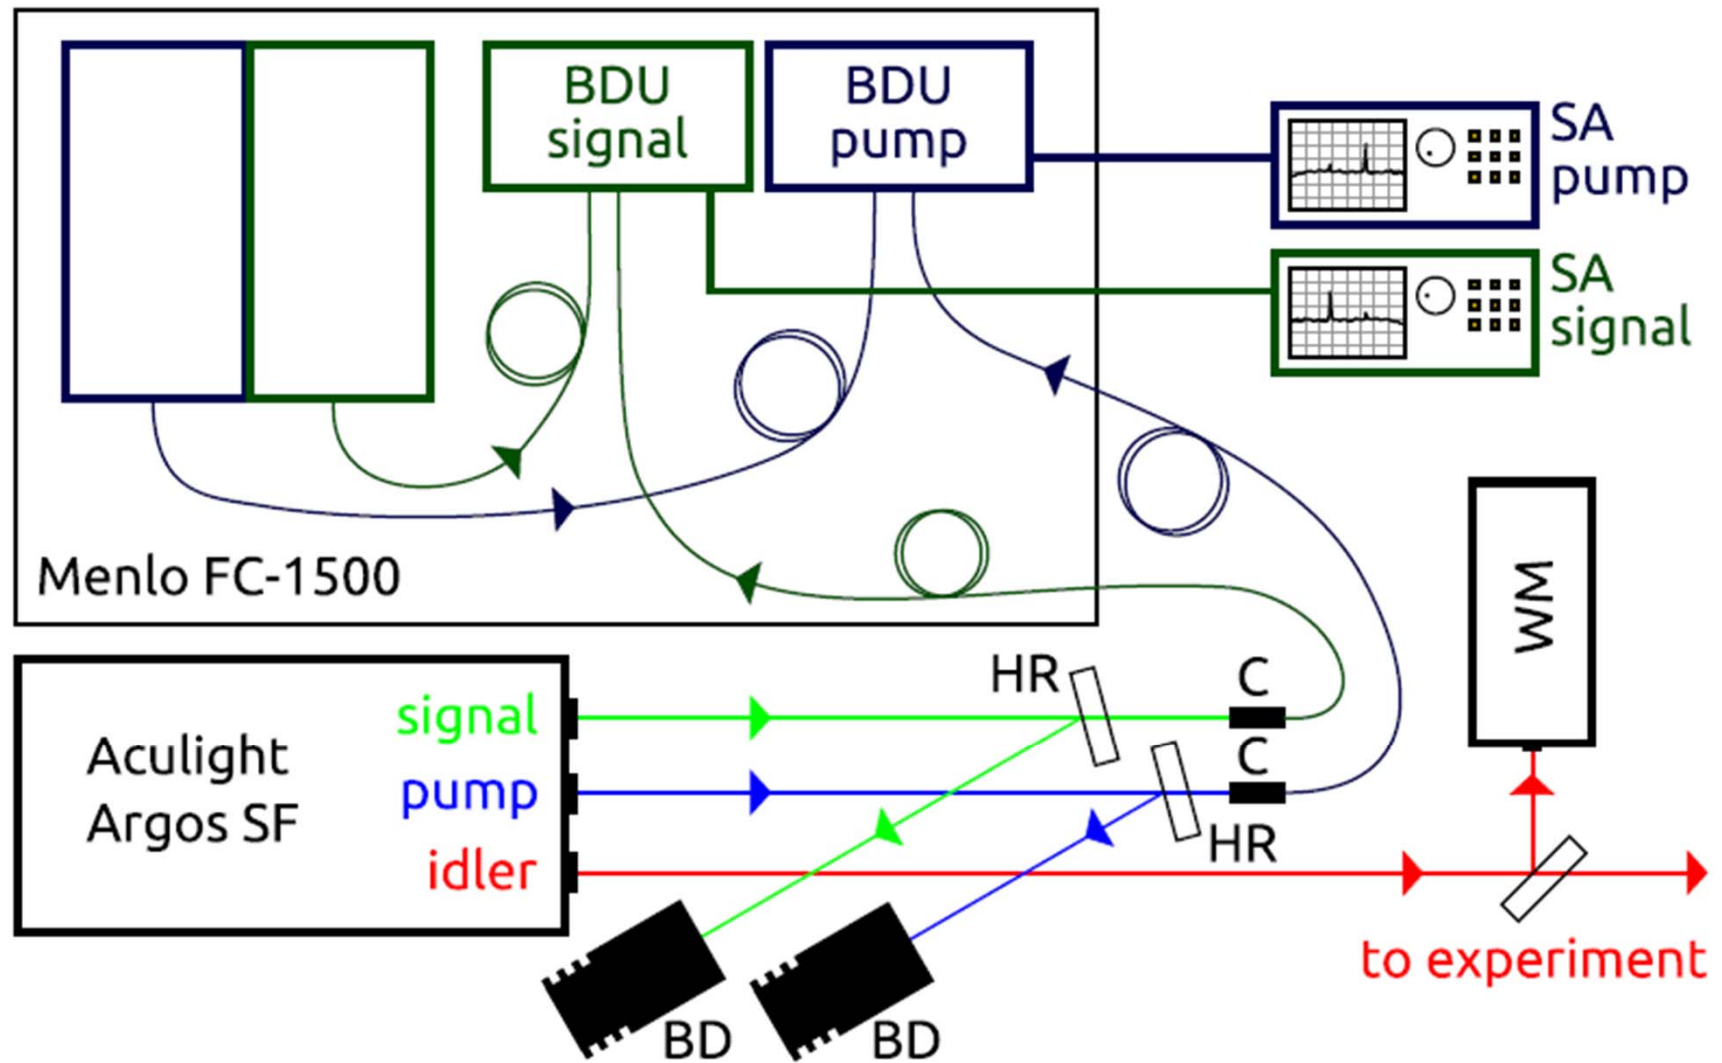 BDU
signal
BDU
pump
SA
pump
SA
signal
Menlo FC-1500
WM
HR
C
C
HR
Aculight
Argos SF
signal
pump
idler
to experiment
BD
BD